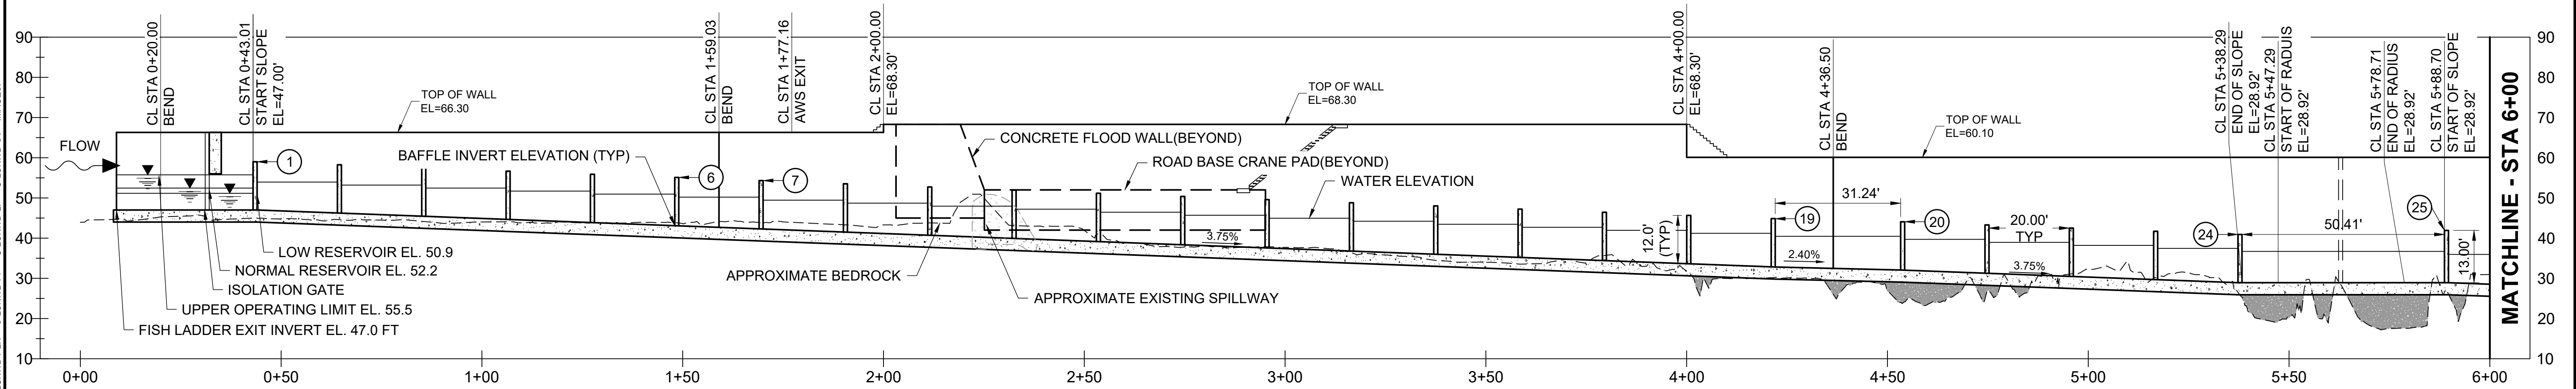 90
80
70
60
50
40
30
20
10
FLOW
CL STA 0+20.00
BEND
CL STA 0+43.01
START SLOPE
EL=47.00'
TOP OF WALL
EL=66.30
1
BAFFLE INVERT ELEVATION (TYP)
CL STA 1+59.03
BEND
CL STA 1+77.16
AWS EXIT
CL STA 2+00.00
EL=68.30'
6
7
CONCRETE FLOOD WALL(BEYOND)
ROAD BASE CRANE PAD(BEYOND)
WATER ELEVATION
TOP OF WALL
EL=68.30
CL STA 4+00.00
EL=68.30'
CL STA 4+36.50
BEND
TOP OF WALL
EL=60.10
CL STA 5+38.29
END OF SLOPE
EL=28.92'
CL STA 5+47.29
START OF RADUIS
EL=28.92'
CL STA 5+78.71
END OF RADIUS
EL=28.92'
CL STA 5+88.70
START OF SLOPE
EL=28.92'
31.24'
19
20
20.00'
TYP
24
50.41'
25
13.00'
12.0'
(TYP)
3.75%
2.40%
3.75%
LOW RESERVOIR EL. 50.9
NORMAL RESERVOIR EL. 52.2
ISOLATION GATE
UPPER OPERATING LIMIT EL. 55.5
FISH LADDER EXIT INVERT EL. 47.0 FT
APPROXIMATE BEDROCK
APPROXIMATE EXISTING SPILLWAY
MATCHLINE - STA 6+00
90
80
70
60
50
40
30
20
10
0+00
0+50
1+00
1+50
2+00
2+50
3+00
3+50
4+00
4+50
5+00
5+50
6+00